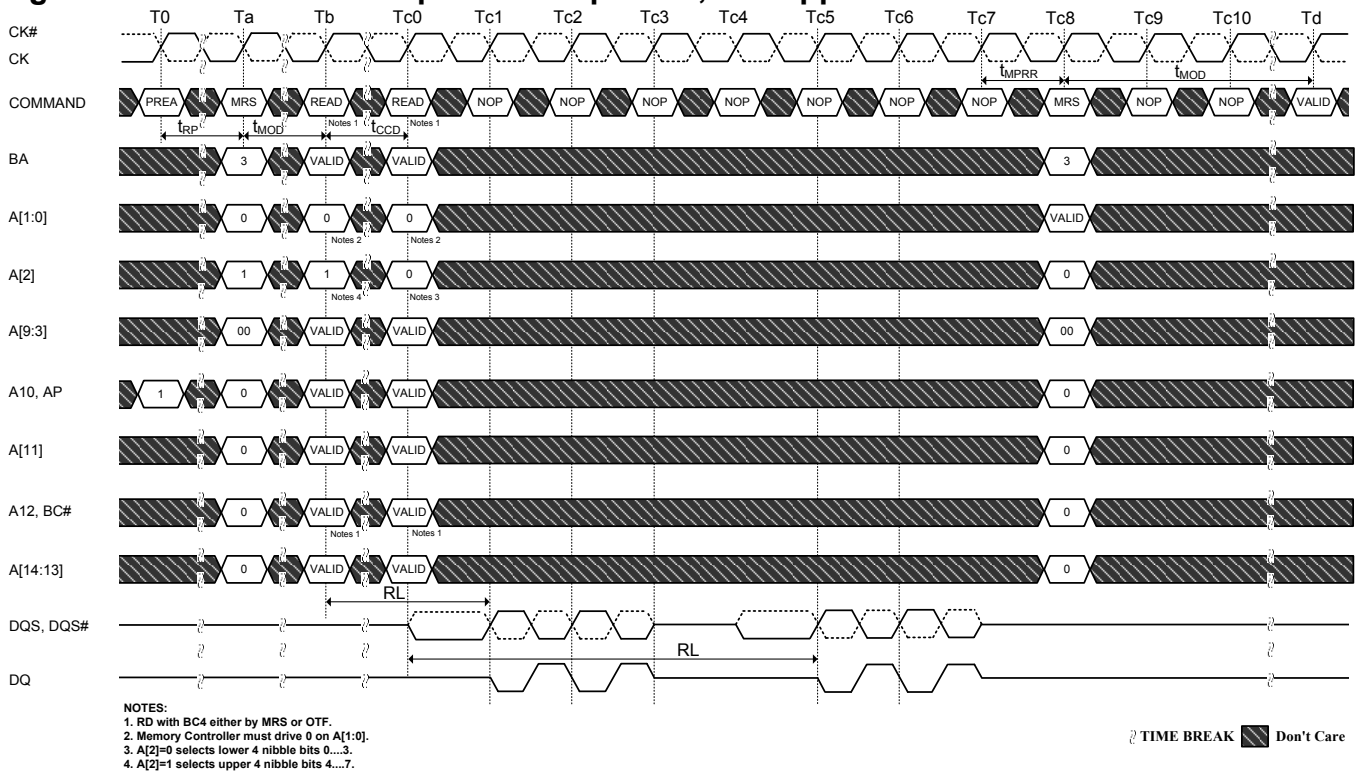 T0 Ta Tb Tc0 Tc1 Tc2 Tc3 Tc4 Tc5 Tc6 Tc7 Tc8 Tc9 Tc10 Td
CK#
CK
tMPRR tMOD
COMMAND PREA MRS READ READ NOP NOP NOP NOP NOP NOP NOP MRS NOP NOP VALID
Notes 1 Notes 1
tRP tMOD tCCD
BA 3 VALID VALID 3
A[1:0] 0 0 0 VALID
Notes 2 Notes 2
A[2] 1 1 0 0
Notes 4 Notes 3
A[9:3] 00 VALID VALID 00
A10, AP 1 0 VALID VALID 0
A[11] 0 VALID VALID 0
A12, BC# 0 VALID VALID 0
Notes 1 Notes 1
A[14:13] 0 VALID VALID 0
RL
DQS, DQS#
RL
DQ
NOTES:
1. RD with BC4 either by MRS or OTF.
2. Memory Controller must drive 0 on A[1:0].
3. A[2]=0 selects lower 4 nibble bits 0....3.
4. A[2]=1 selects upper 4 nibble bits 4....7.
TIME BREAK Don't Care